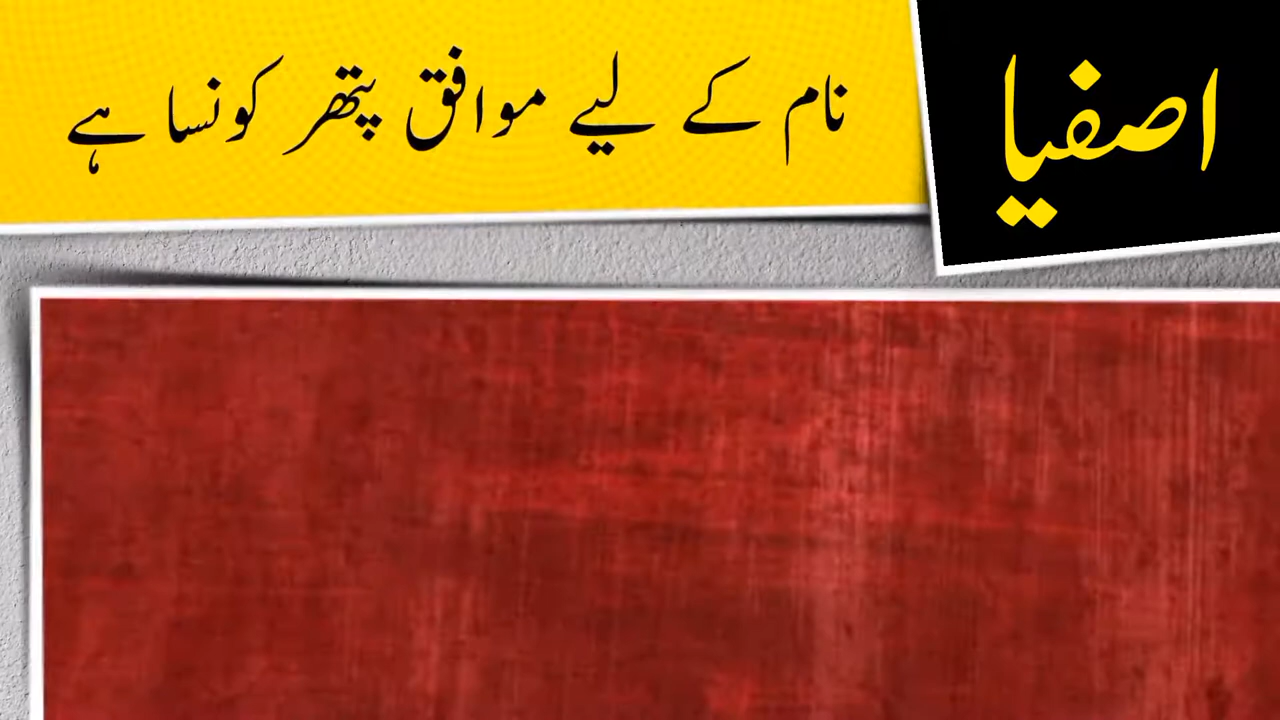 اصفیا
نام کے لیے موافق پتھر کونسا ہے